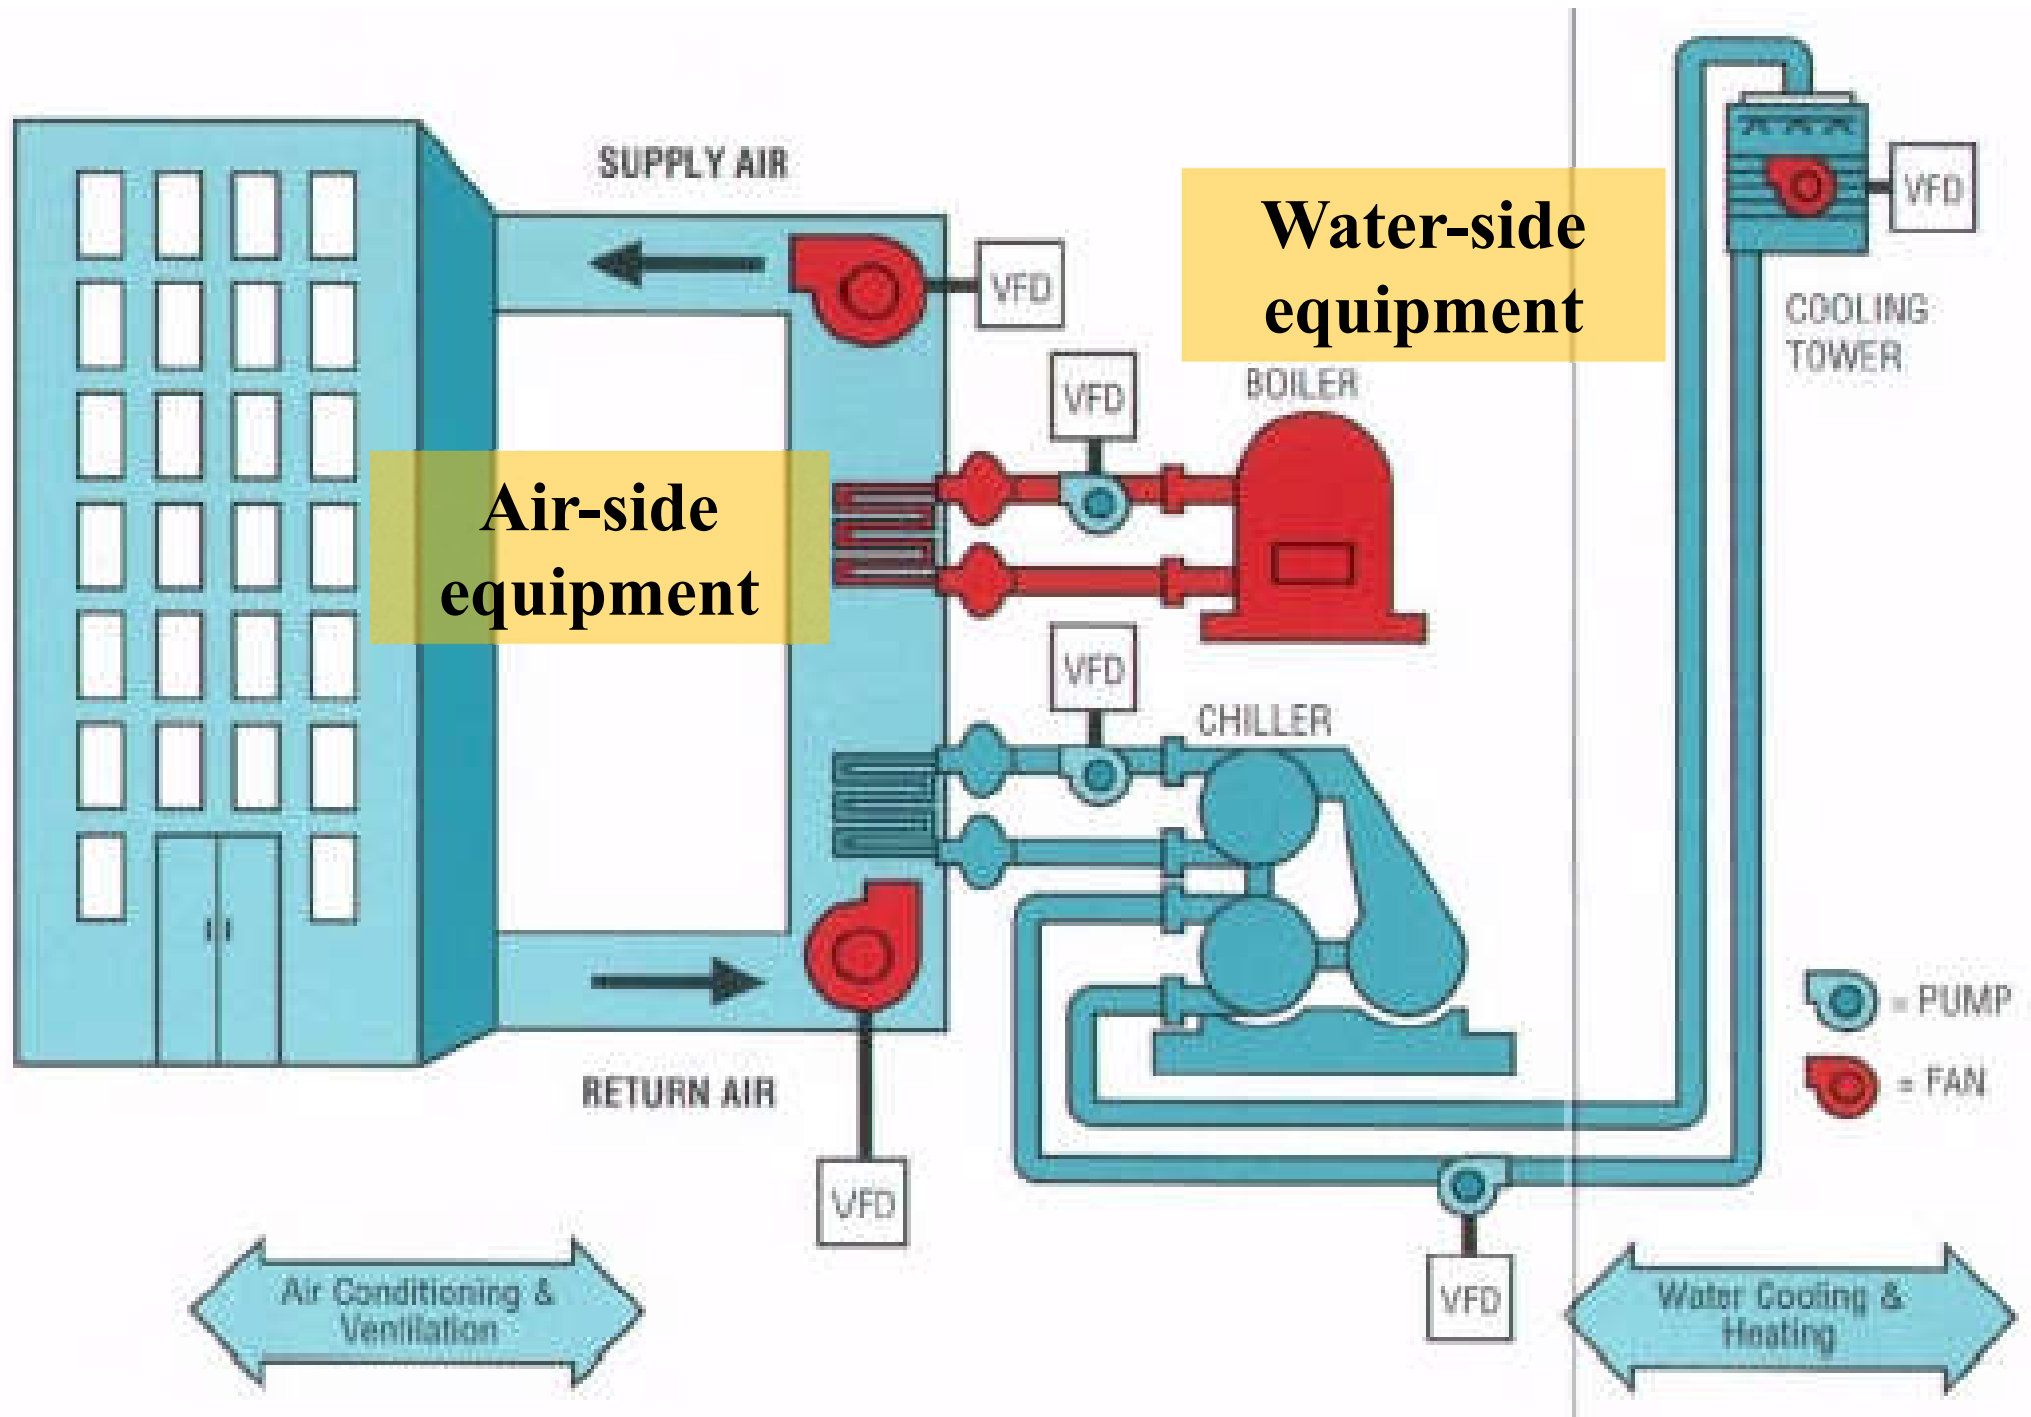 SUPPLY AIR
VFD
Water-side
equipment
VFD
COOLING
TOWER
VFD
BOILER
Air-side
equipment
VFD
CHILLER
RETURN AIR
VFD
= PUMP
= FAN
VFD
Air Conditioning &
Ventilation
Water Cooling &
Heating